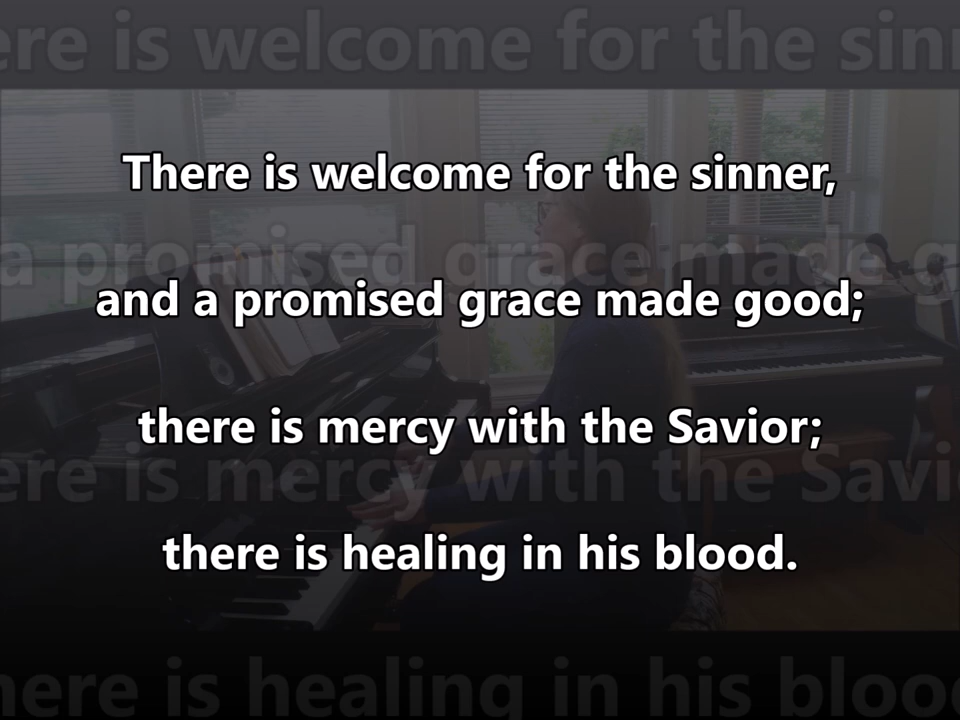 There is welcome for the sinner,
and a promised grace made good;
there is mercy with the Savior;
there is healing in his blood.